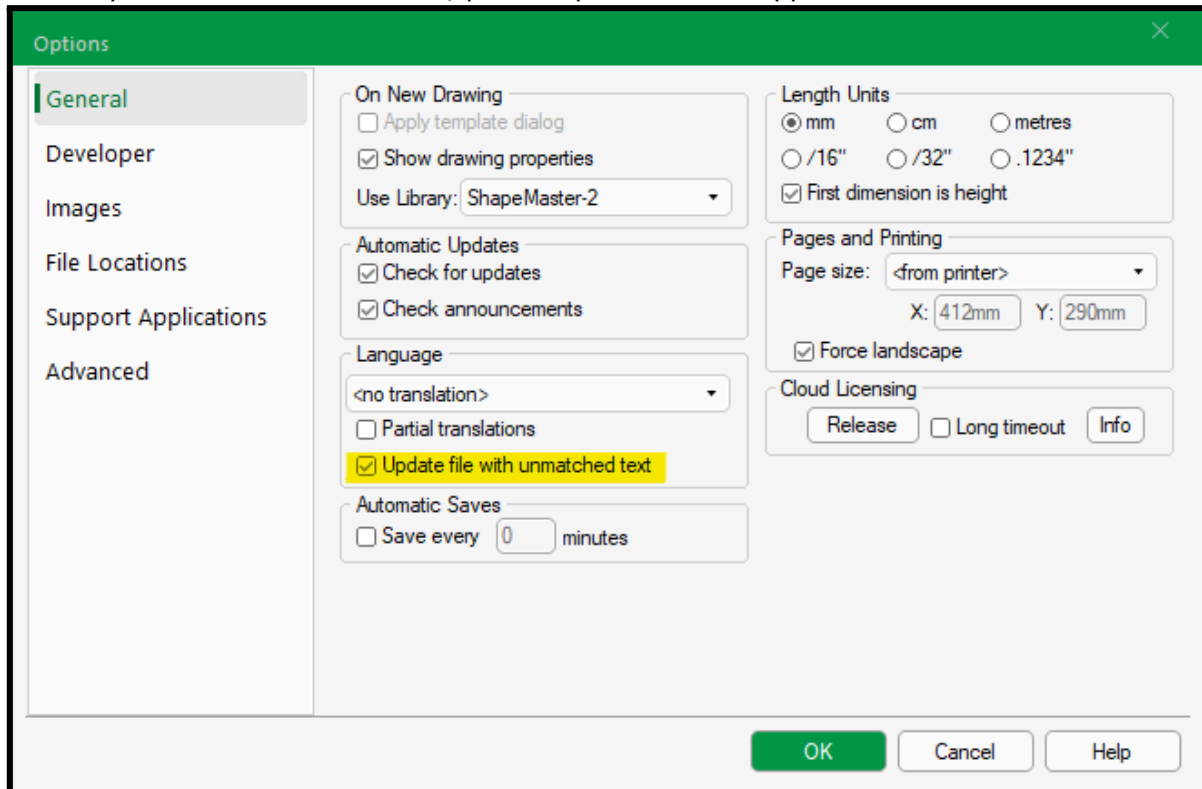 Options
General
Developer
Images
File Locations
Support Applications
Advanced
On New Drawing
Apply template dialog
Show drawing properties
Use Library: ShapeMaster-2
Automatic Updates
Check for updates
Check announcements
Language
<no translation>
Partial translations
Update file with unmatched text
Automatic Saves
Save every 0 minutes
Length Units
mm cm metres
/16" /32" .1234"
First dimension is height
Pages and Printing
Page size: <from printer>
X: 412mm Y: 290mm
Force landscape
Cloud Licensing
Release Long timeout Info
OK Cancel Help